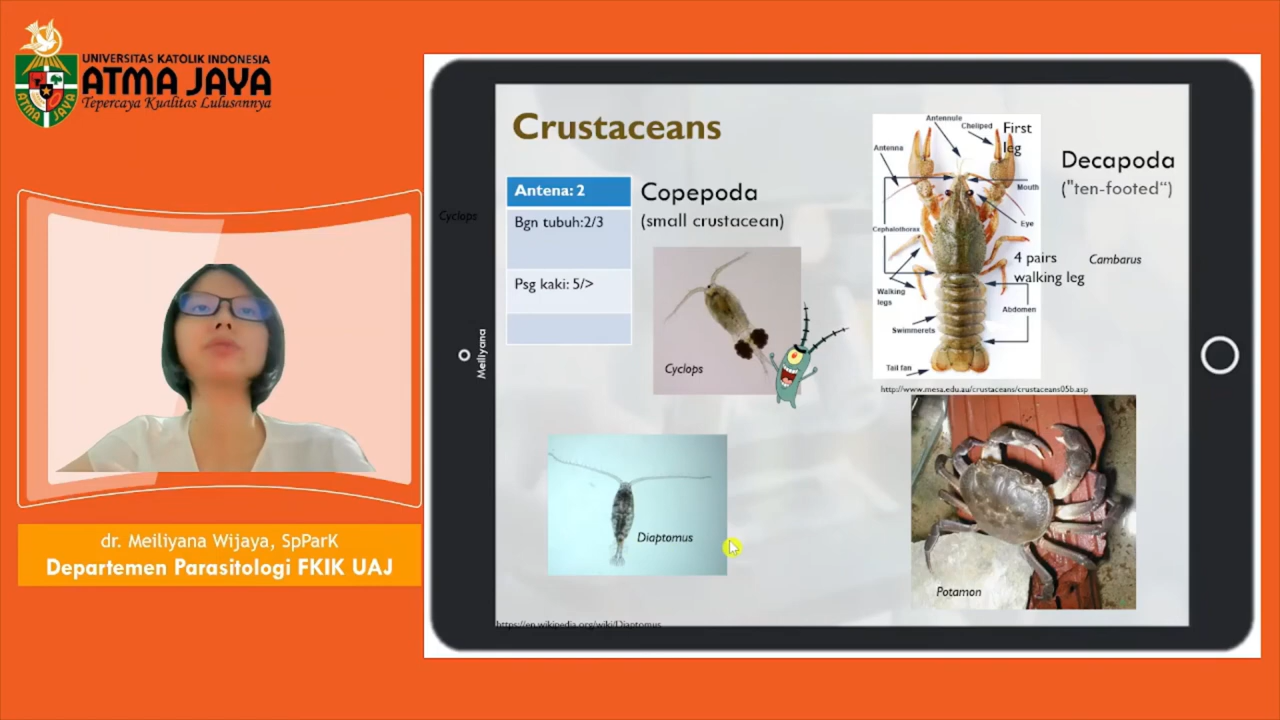 UNIVERSITAS KATOLIK INDONESIA
ATMA JAYA
Tepercaya Kualitas Lulusannya
ATMA JAYA
dr. Meiliyana Wijaya, SpParK
Departemen Parasitologi FKIK UAJ
Cyclops
Meiliyana
Crustaceans
Antena: 2
Bgn tubuh:2/3
Psg kaki: 5/>
Copepoda
(small crustacean)
Cyclops
Diaptomus
https://en.wikipedia.org/wiki/Diaptomus
Antennule
Cheliped
First
leg
Antenna
Mouth
Eye
Cephalothorax
4 pairs
walking leg
Walking
legs
Abdomen
Swimmerets
Tail fan
http://www.mesa.edu.au/crustaceans/crustaceans05b.asp
Decapoda
("ten-footed“)
Cambarus
Potamon